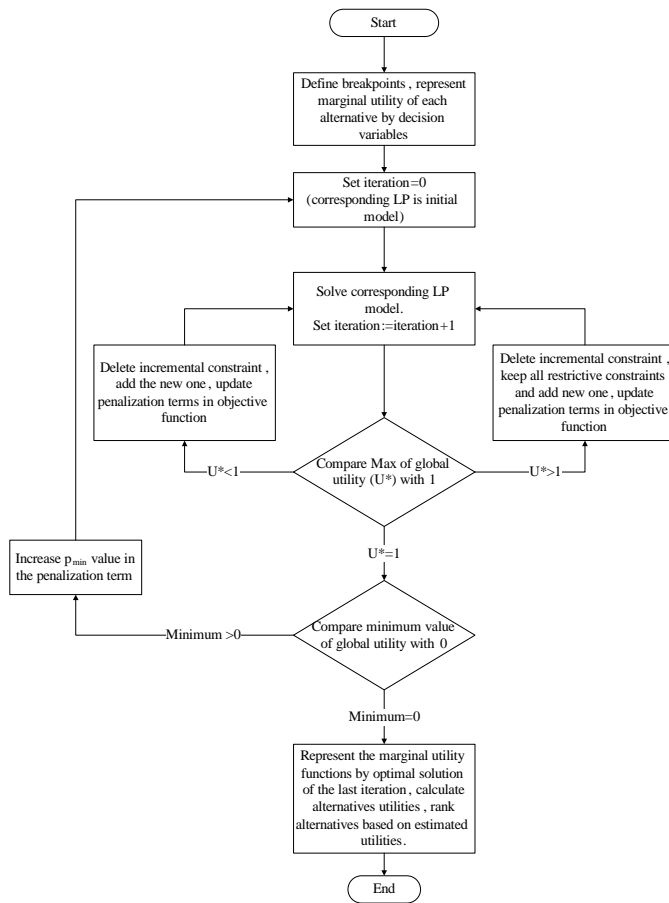 Start
Define breakpoints , represent
marginal utility of each
alternative by decision
variables
Set iteration=0
(corresponding LP is initial
model)
Solve corresponding LP
model.
Set iteration:=iteration+1
Delete incremental constraint ,
add the new one , update
penalization terms in objective
function
Delete incremental constraint ,
keep all restrictive constraints
and add new one , update
penalization terms in objective
function
Compare Max of global
utility (U*) with 1
U*<1
U*>1
U*=1
Increase pmin value in
the penalization term
Compare minimum value
of global utility with 0
Minimum >0
Minimum=0
Represent the marginal utility
functions by optimal solution
of the last iteration , calculate
alternatives utilities , rank
alternatives based on estimated
utilities .
End